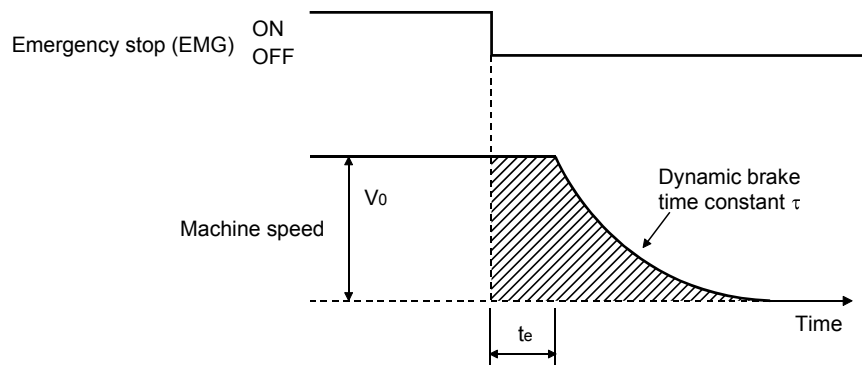 Emergency stop (EMG)
ON
OFF
V0
Machine speed
Dynamic brake
time constant τ
Time
te